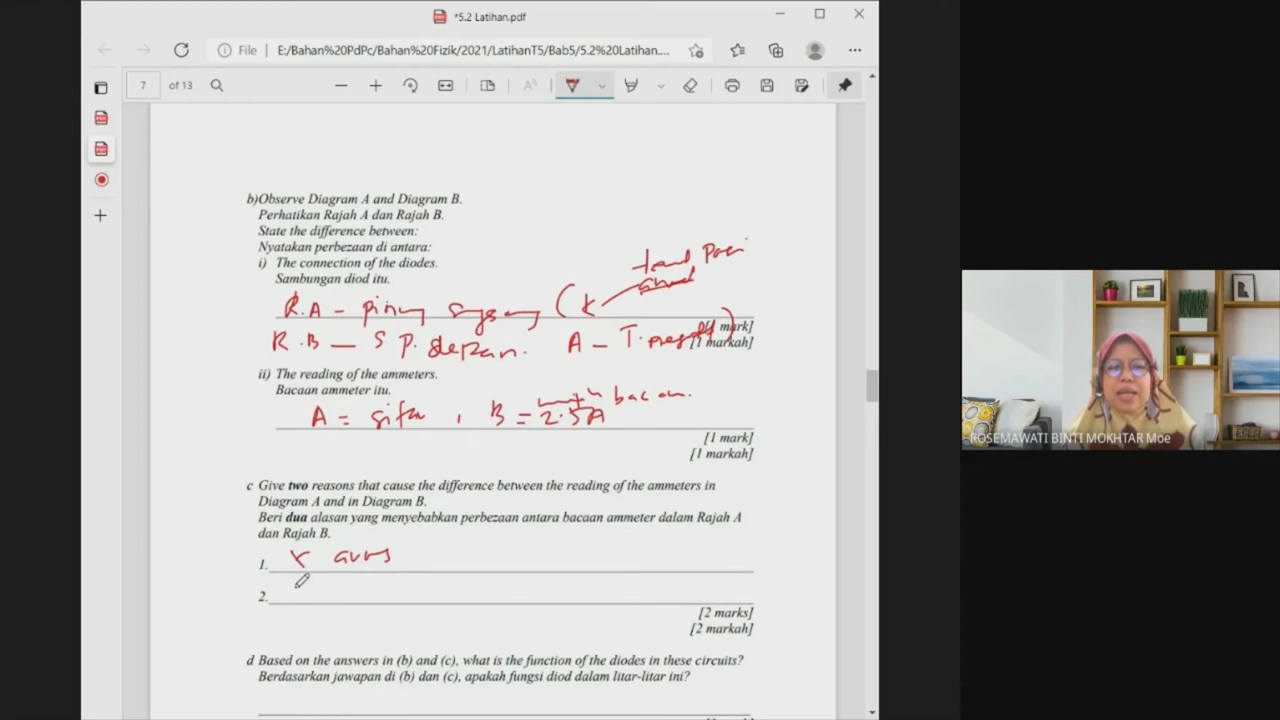 *5.2 Latihan.pdf
File E:/Bahan%20PdPc/Bahan%20Fizik/2021/LatihanT5/Bab5/5.2%20Latihan....
7 of 13
b)Observe Diagram A and Diagram B.
Perhatikan Rajah A dan Rajah B.
State the difference between:
Nyatakan perbezaan di antara:
i) The connection of the diodes.
Sambungan diod itu.
R.A - (K
[1 mark]
R.B - S P. depan. A - T.
[1 markah]
ii) The reading of the ammeters.
Bacaan ammeter itu.
bacaan.
A = sifar , B = 2.5A
[1 mark]
[1 markah]
c Give two reasons that cause the difference between the reading of the ammeters in
Diagram A and in Diagram B.
Beri dua alasan yang menyebabkan perbezaan antara bacaan ammeter dalam Rajah A
dan Rajah B.
1. arus
2.
[2 marks]
[2 markah]
d Based on the answers in (b) and (c), what is the function of the diodes in these circuits?
Berdasarkan jawapan di (b) dan (c), apakah fungsi diod dalam litar-litar ini?
ROSEMAWATI BINTI MOKHTAR Moe